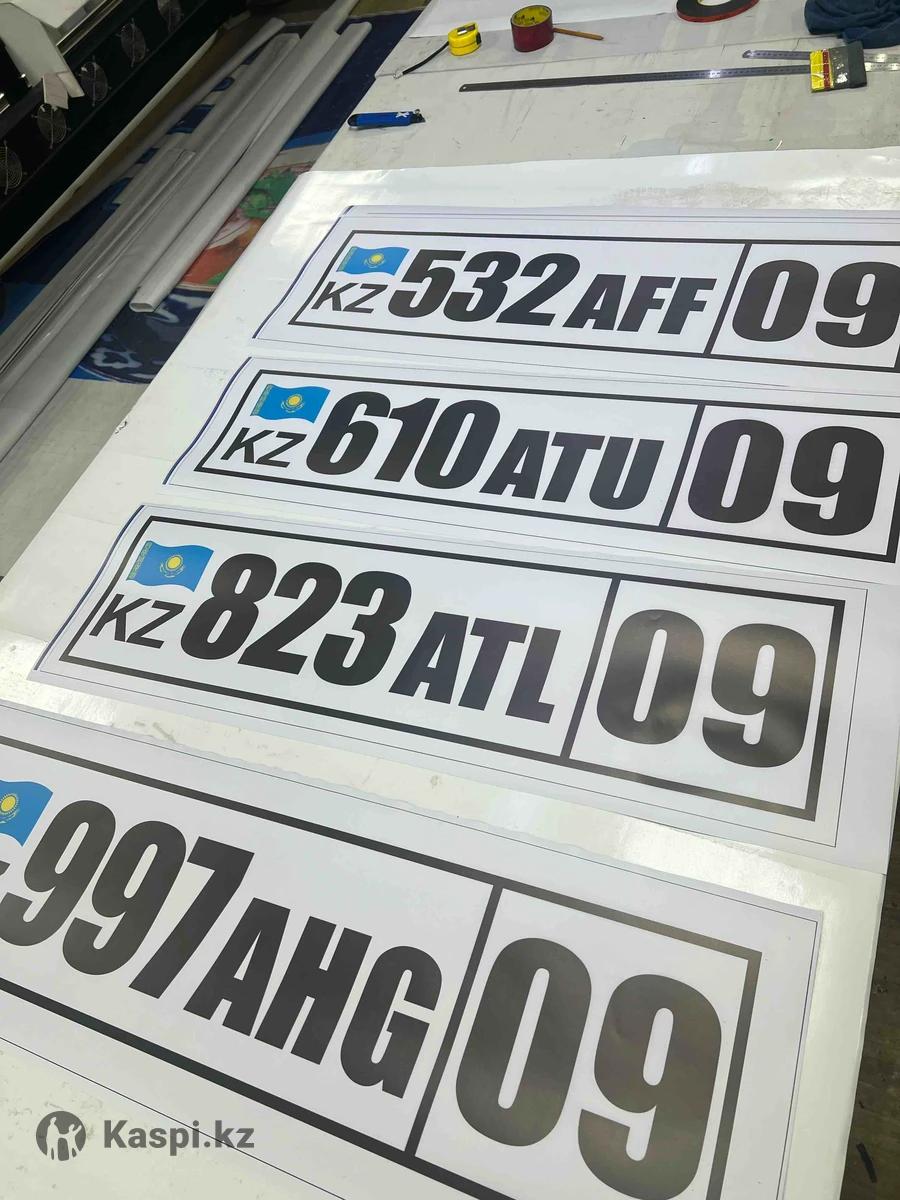 KZ 532 AFF 09
KZ 610 ATU 09
KZ 823 ATL 09
997 AHG 09
Kaspi.kz